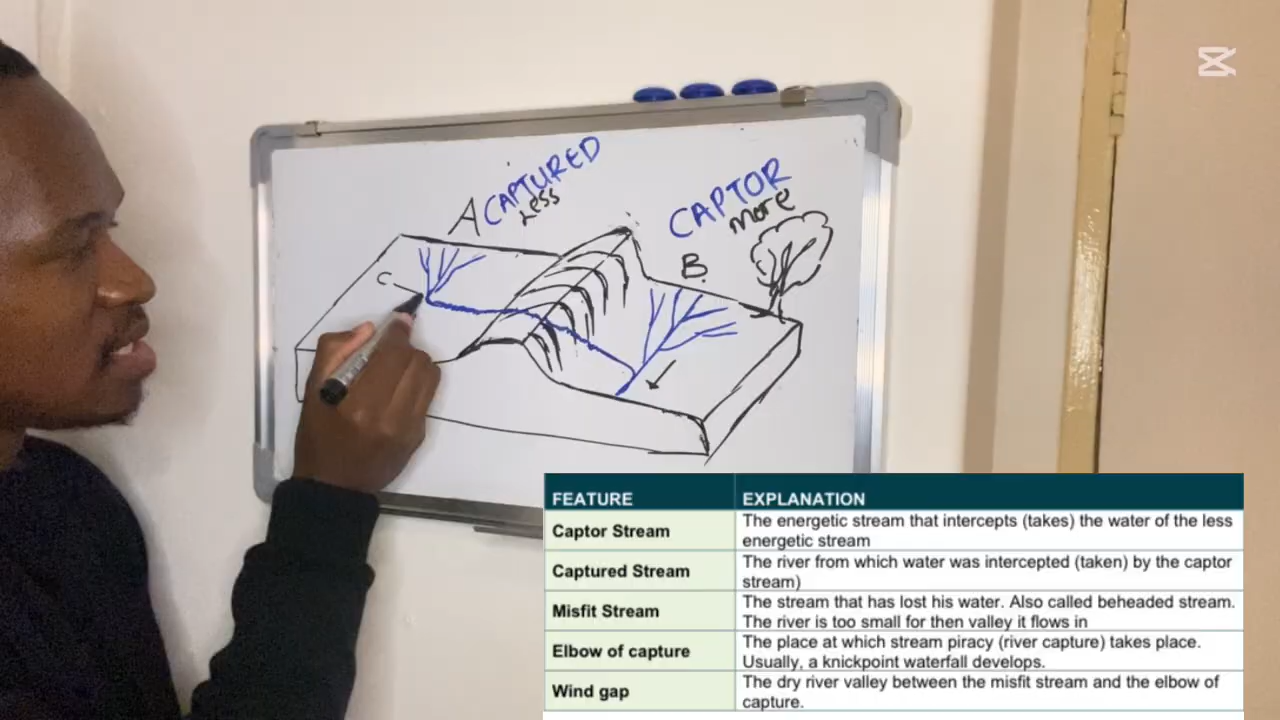 A CAPTURED
Less
CAPTOR
more
B
C
FEATURE EXPLANATION
Captor Stream The energetic stream that intercepts (takes) the water of the less
energetic stream
Captured Stream The river from which water was intercepted (taken) by the captor
stream)
Misfit Stream The stream that has lost his water. Also called beheaded stream.
The river is too small for then valley it flows in
Elbow of capture The place at which stream piracy (river capture) takes place.
Usually, a knickpoint waterfall develops.
Wind gap The dry river valley between the misfit stream and the elbow of
capture.